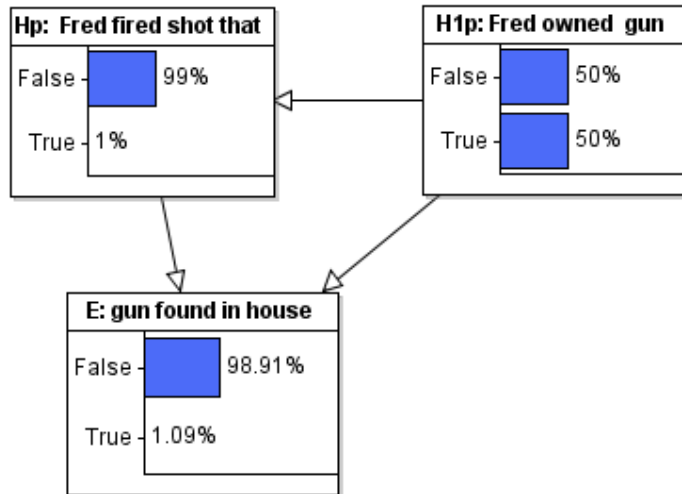 Hp: Fred fired shot that
False 99%
True 1%
H1p: Fred owned gun
False 50%
True 50%
E: gun found in house
False 98.91%
True 1.09%